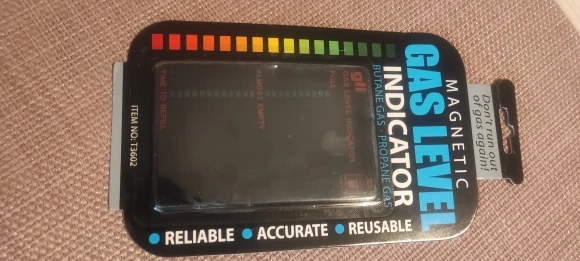 Don't run out
of gas again!
MAGNETIC
GAS LEVEL
INDICATOR
BUTANE GAS - PROPANE GAS
GAS LEVEL INDICATOR
FULL
ALMOST EMPTY
TIME TO REFILL
ITEM NO: T3602
RELIABLE
ACCURATE
REUSABLE